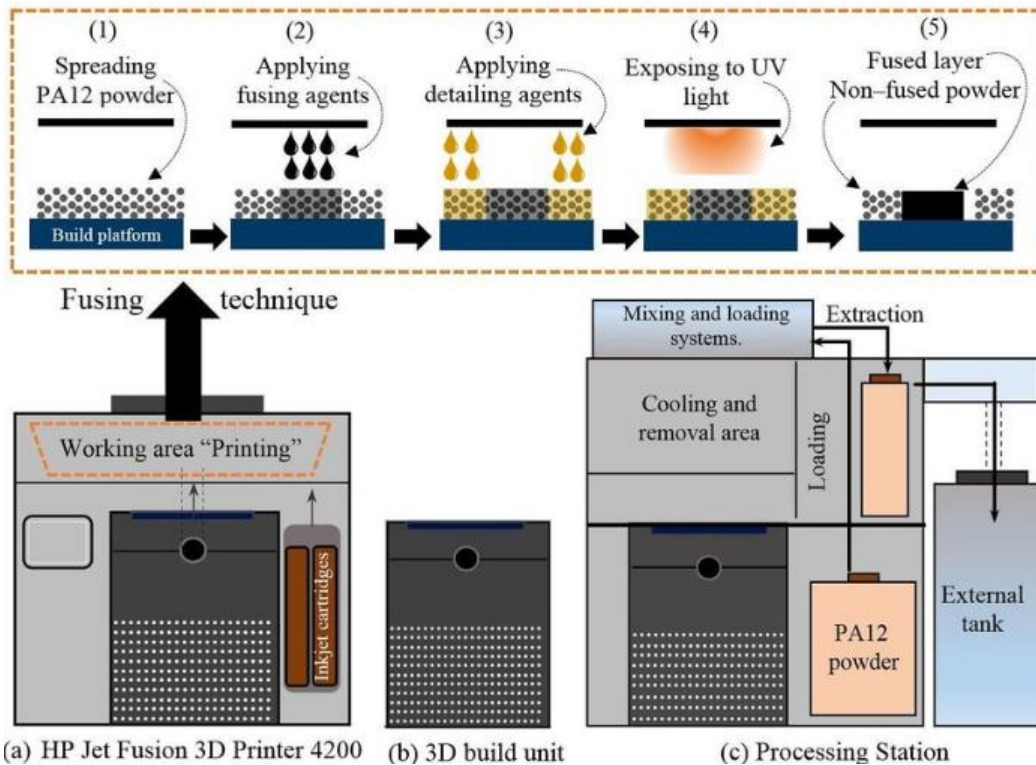 (1)
Spreading
PA12 powder
(2)
Applying
fusing agents
(3)
Applying
detailing agents
(4)
Exposing to UV
light
(5)
Fused layer
Non–fused powder
Build platform
Fusing technique
Working area “Printing”
Inkjet cartridges
Mixing and loading
systems.
Extraction
Cooling and
removal area
Loading
PA12
powder
External
tank
(a) HP Jet Fusion 3D Printer 4200
(b) 3D build unit
(c) Processing Station